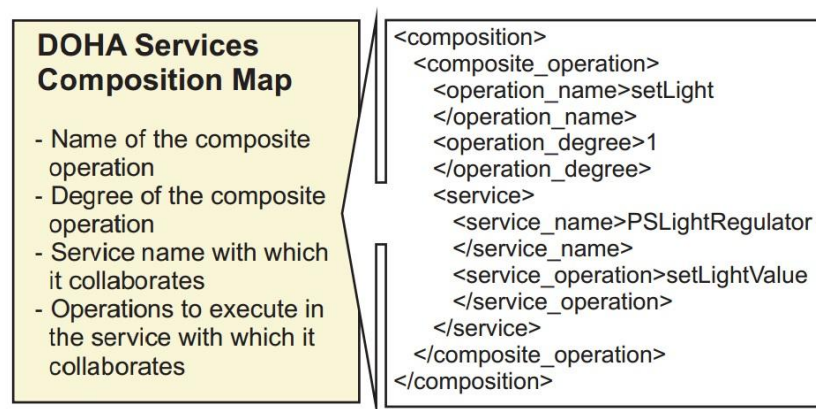 DOHA Services
Composition Map
- Name of the composite
operation
- Degree of the composite
operation
- Service name with which
it collaborates
- Operations to execute in
the service with which it
collaborates
<composition>
<composite_operation>
<operation_name>setLight
</operation_name>
<operation_degree>1
</operation_degree>
<service>
<service_name>PSLightRegulator
</service_name>
<service_operation>setLightValue
</service_operation>
</service>
</composite_operation>
</composition>